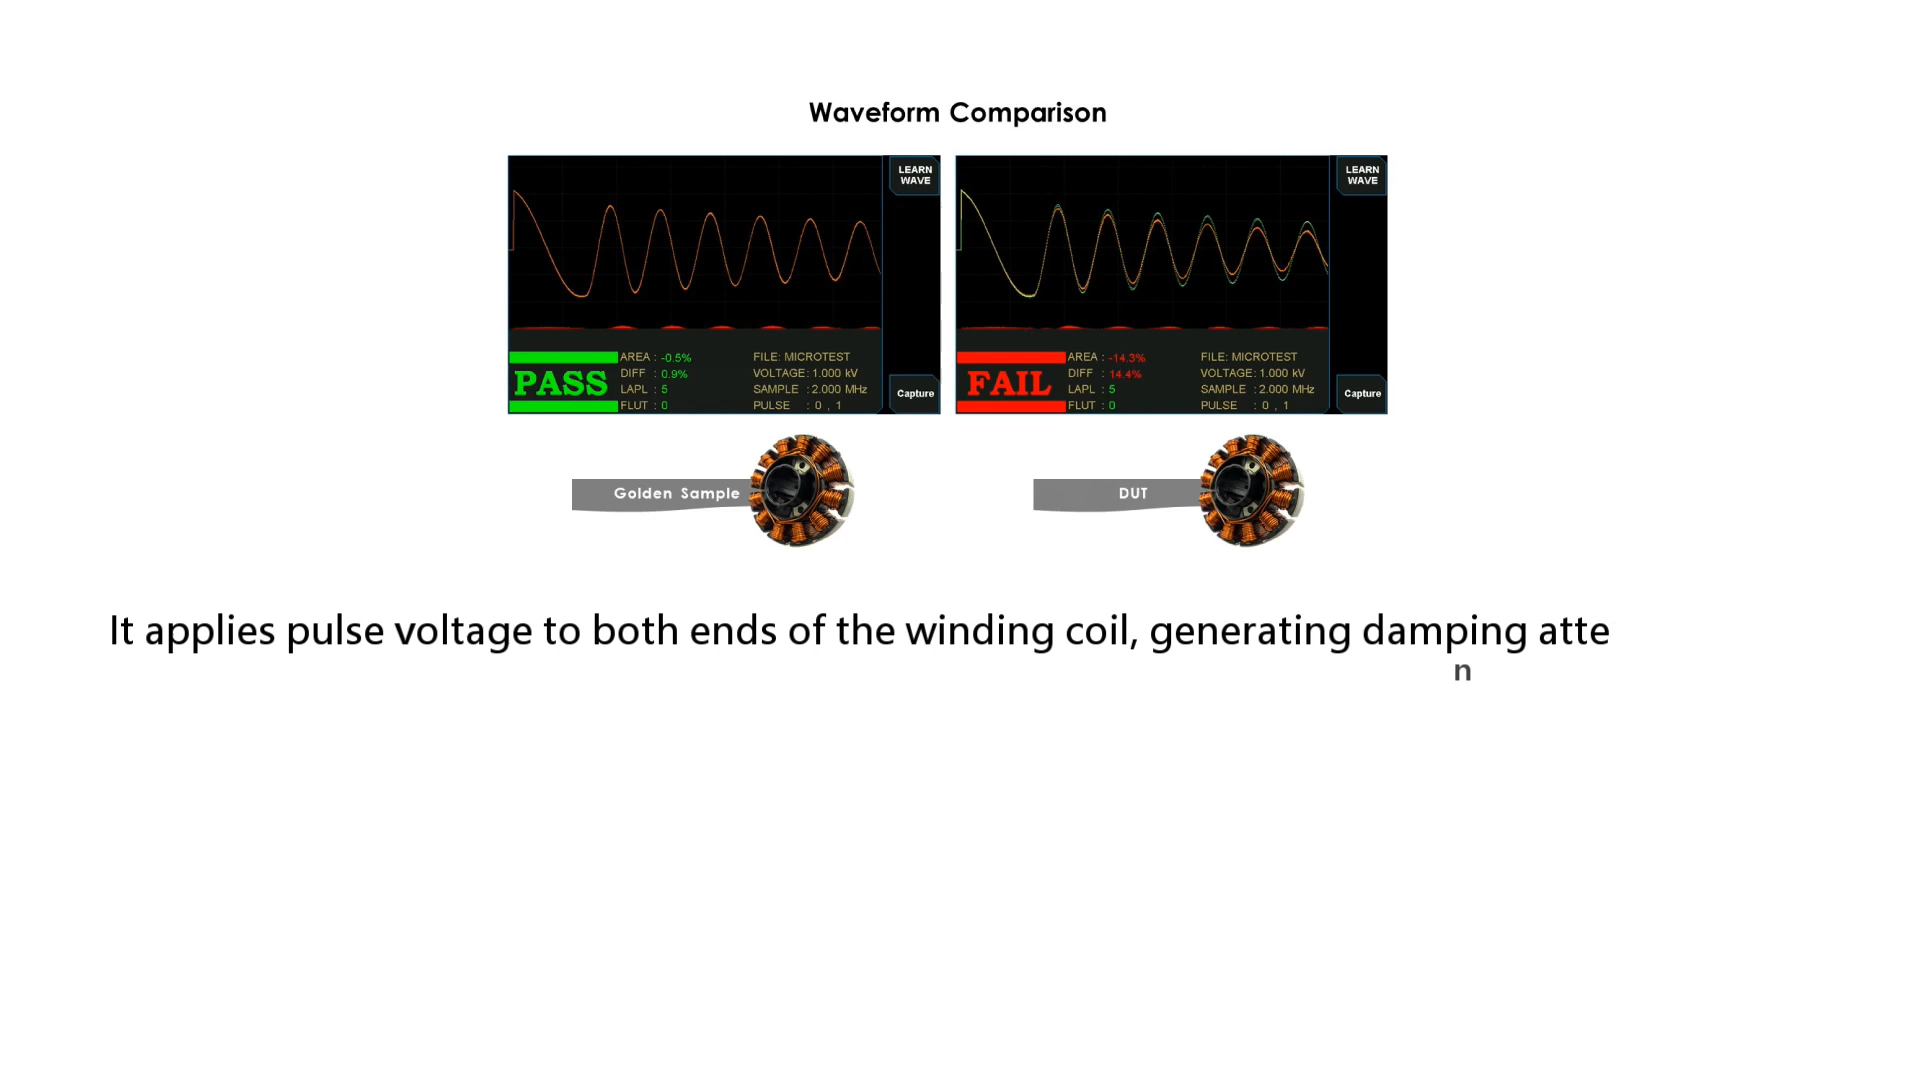 Waveform Comparison
LEARN
WAVE
PASS
AREA : -0.5%
DIFF : 0.9%
LAPL : 5
FLUT : 0
FILE: MICROTEST
VOLTAGE: 1.000 kV
SAMPLE : 2.000 MHz
PULSE : 0 , 1
Capture
LEARN
WAVE
FAIL
AREA : -14.3%
DIFF : 14.4%
LAPL : 5
FLUT : 0
FILE: MICROTEST
VOLTAGE: 1.000 kV
SAMPLE : 2.000 MHz
PULSE : 0 , 1
Capture
Golden Sample
DUT
It applies pulse voltage to both ends of the winding coil, generating damping atte
n